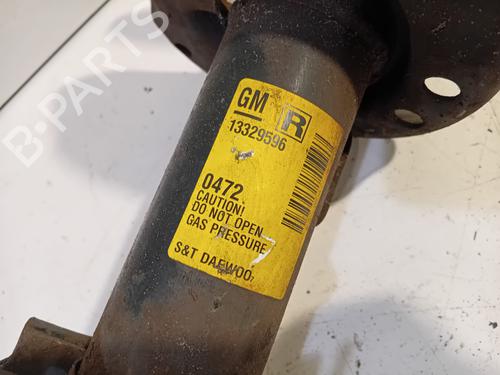 B-PARTS
GM R
13329596
0472
CAUTION!
DO NOT OPEN
GAS PRESSURE
S&T DAEWOO